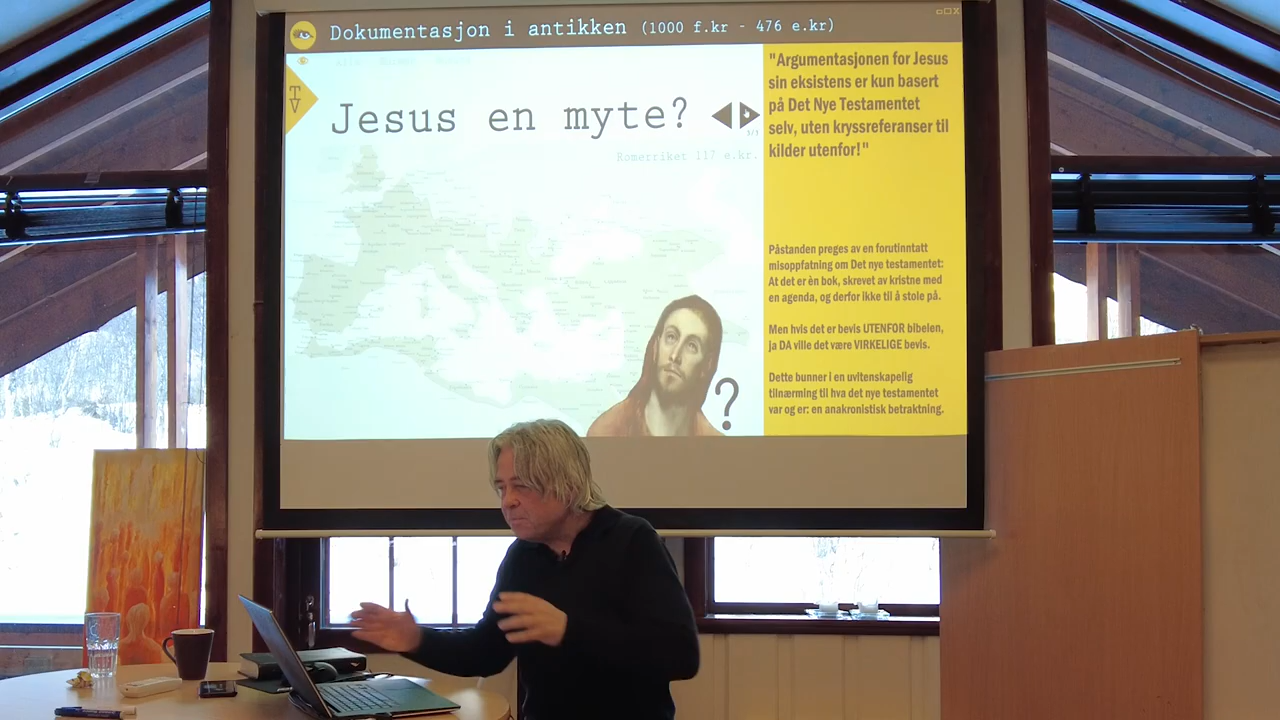 Dokumentasjon i antikken (1000 f.kr - 476 e.kr)
TV
Jesus en myte?
Romerriket 117 e.kr.
?
"Argumentasjonen for Jesus
sin eksistens er kun basert
på Det Nye Testamentet
selv, uten kryssreferanser til
kilder utenfor!"
Påstanden preges av en forutinntatt
misoppfatning om Det nye testamentet:
At det er èn bok, skrevet av kristne med
en agenda, og derfor ikke til å stole på.
Men hvis det er bevis UTENFOR bibelen,
ja DA ville det være VIRKELIGE bevis.
Dette bunner i en uvitenskapelig
tilnærming til hva det nye testamentet
var og er: en anakronistisk betraktning.